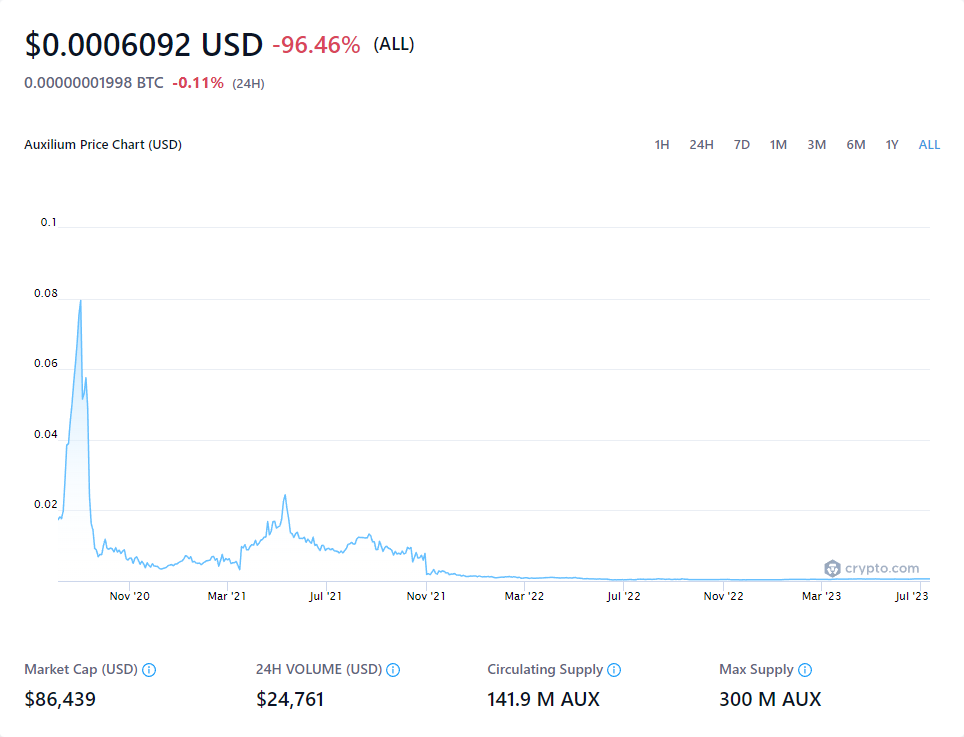 $0.0006092 USD -96.46% (ALL)
0.00000001998 BTC -0.11% (24H)
Auxilium Price Chart (USD) 1H 24H 7D 1M 3M 6M 1Y ALL
0.1
0.08
0.06
0.04
0.02
crypto.com
Nov '20 Mar '21 Jul '21 Nov '21 Mar '22 Jul '22 Nov '22 Mar '23 Jul '23
Market Cap (USD) 24H VOLUME (USD) Circulating Supply Max Supply
$86,439 $24,761 141.9 M AUX 300 M AUX